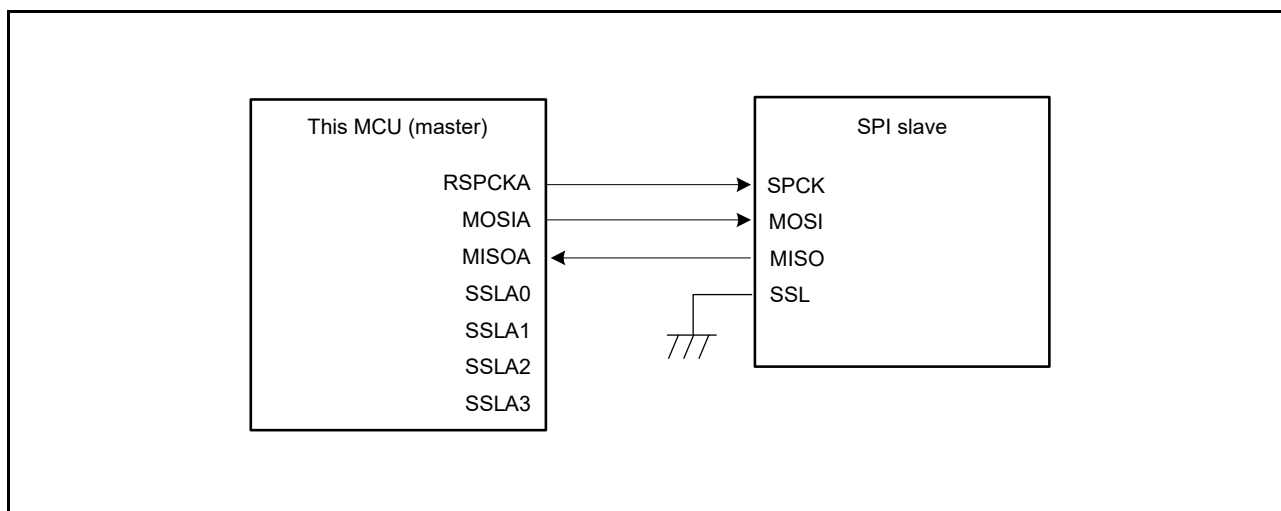 This MCU (master)
RSPCKA
MOSIA
MISOA
SSLA0
SSLA1
SSLA2
SSLA3
SPI slave
SPCK
MOSI
MISO
SSL